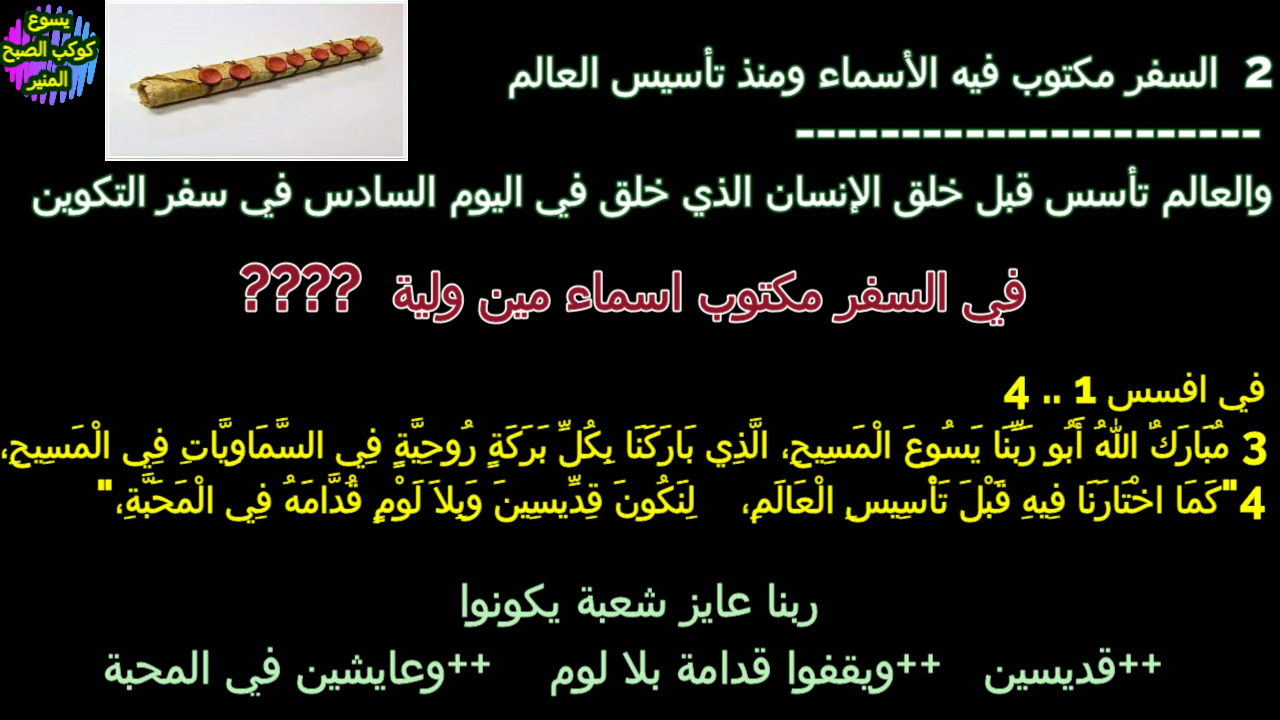 يسوع
كوكب الصبح
المنير
2 السفر مكتوب فيه الأسماء ومنذ تأسيس العالم
-----------------------
والعالم تأسس قبل خلق الإنسان الذي خلق في اليوم السادس في سفر التكوين
في السفر مكتوب اسماء مين ولية ????
في افسس 1 .. 4
3 مُبَارَكٌ اللهُ أَبُو رَبِّنَا يَسُوعَ الْمَسِيحِ، الَّذِي بَارَكَنَا بِكُلِّ بَرَكَةٍ رُوحِيَّةٍ فِي السَّمَاوِيَّاتِ فِي الْمَسِيحِ،
4"كَمَا اخْتَارَنَا فِيهِ قَبْلَ تَأْسِيسِ الْعَالَمِ، لِنَكُونَ قِدِّيسِينَ وَبِلاَ لَوْمٍ قُدَّامَهُ فِي الْمَحَبَّةِ،"
ربنا عايز شعبة يكونوا
++قديسين ++ويقفوا قدامة بلا لوم ++وعايشين في المحبة